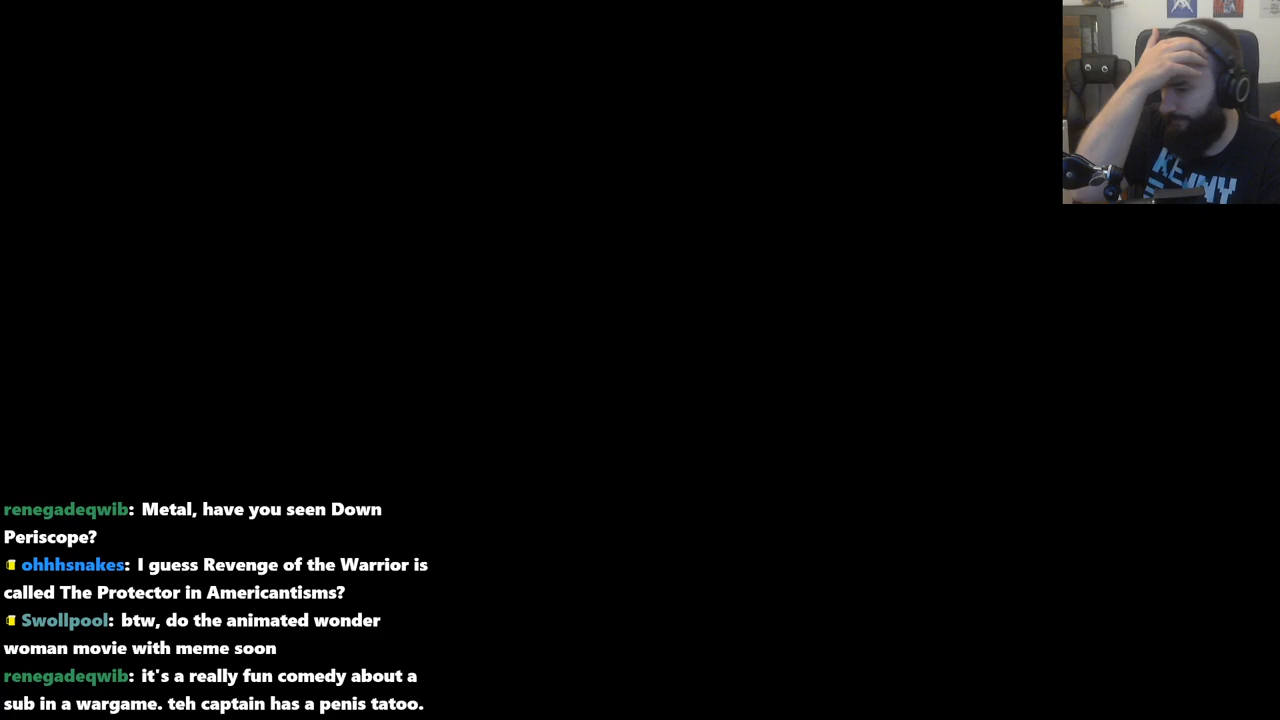 renegadeqwib: Metal, have you seen Down
Periscope?
ohhhsnakes: I guess Revenge of the Warrior is
called The Protector in Americantisms?
Swollpool: btw, do the animated wonder
woman movie with meme soon
renegadeqwib: it's a really fun comedy about a
sub in a wargame. teh captain has a penis tatoo.